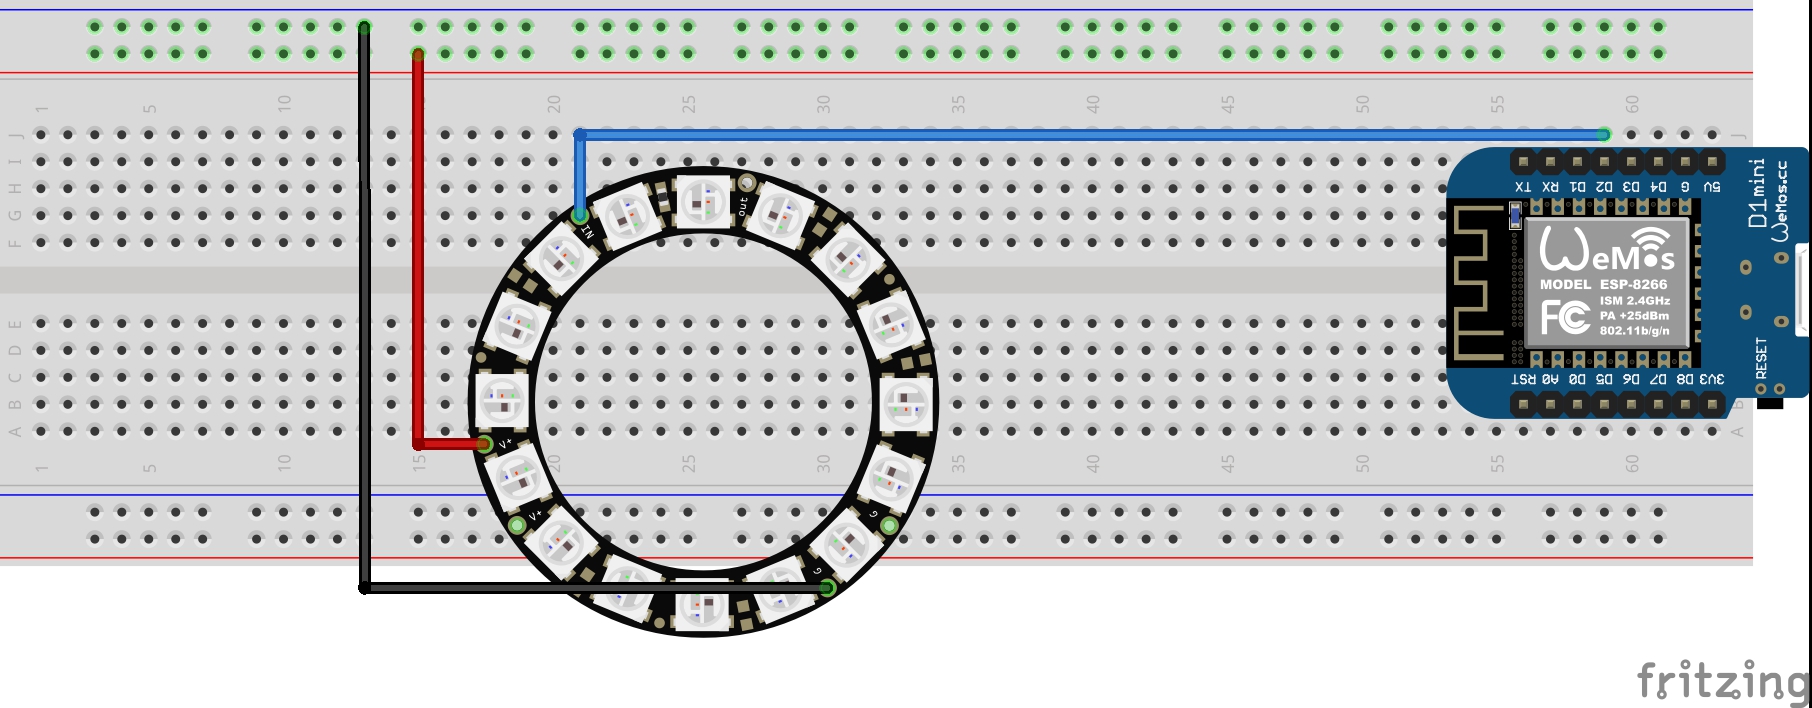 1 5 10 15 20 25 30 35 40 45 50 55 60
J
I
H
G
F
J
IN
out
TX RX D1 D2 D3 D4 G 5V
D1mini
WeMos.cc
WeMos
MODEL ESP-8266
ISM 2.4GHz
FC PA +25dBm
802.11b/g/n
RST A0 D0 D5 D6 D7 D8 3V3
RESET
E
D
C
B
A
B
A
V+
V+
G
G
1 5 10 15 20 25 30 35 40 45 50 55 60
fritzing